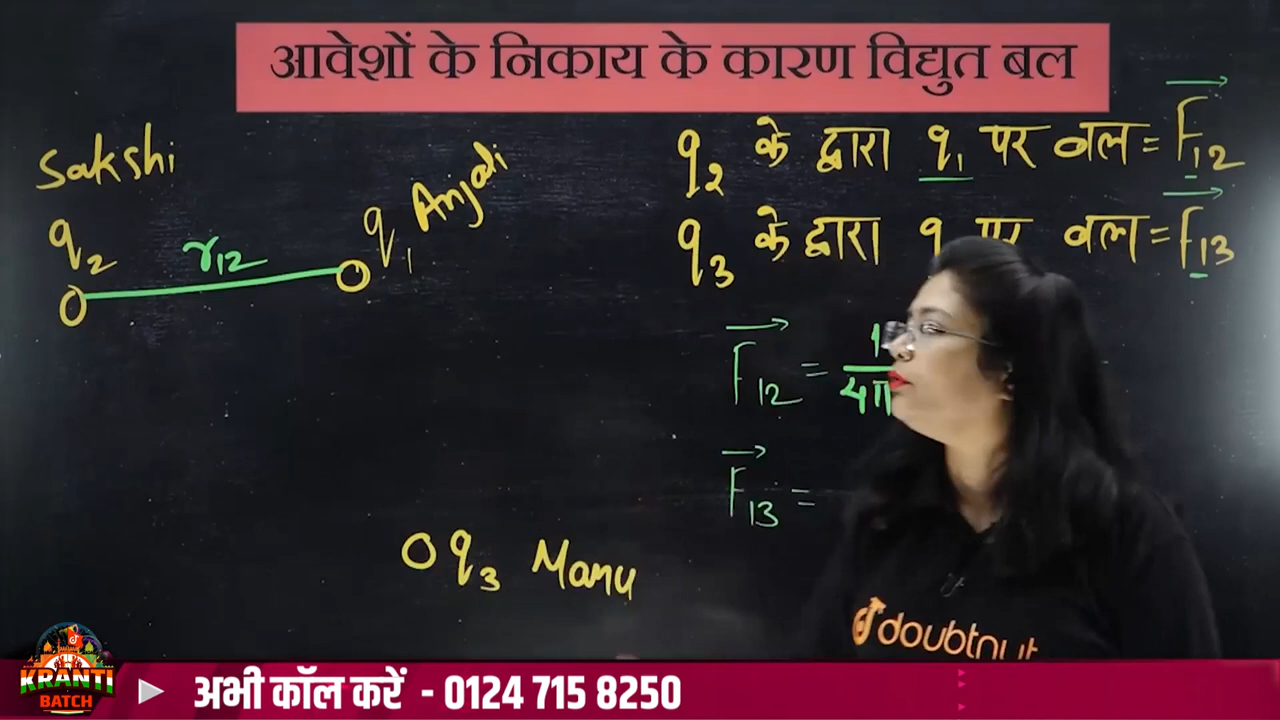 आवेशों के निकाय के कारण विद्युत बल
Sakshi
q2
r12
q1 Anjali
q2 के द्वारा q1 पर बल = F12
q3 के द्वारा q पर बल = F13
F12 = 1
4π
F13 =
q3 Manu
doubtnut
KRANTI
BATCH
अभी कॉल करें - 0124 715 8250